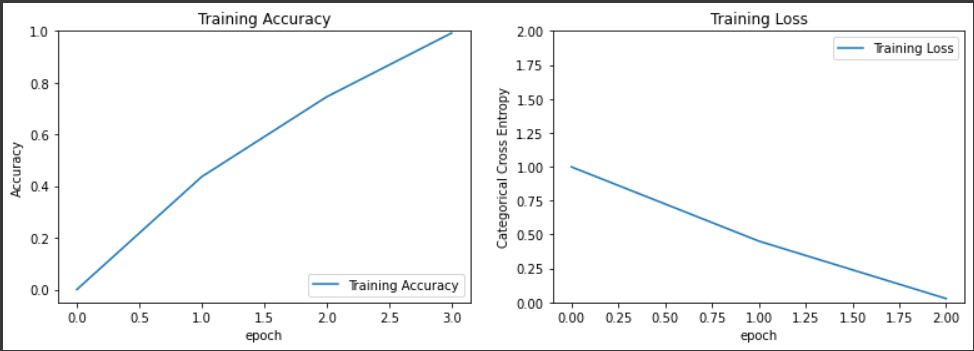 Training Accuracy
1.0
0.8
0.6
0.4
0.2
0.0
Accuracy
Training Accuracy
0.0 0.5 1.0 1.5 2.0 2.5 3.0
epoch
Training Loss
2.00
1.75
1.50
1.25
1.00
0.75
0.50
0.25
0.00
Categorical Cross Entropy
Training Loss
0.00 0.25 0.50 0.75 1.00 1.25 1.50 1.75 2.00
epoch